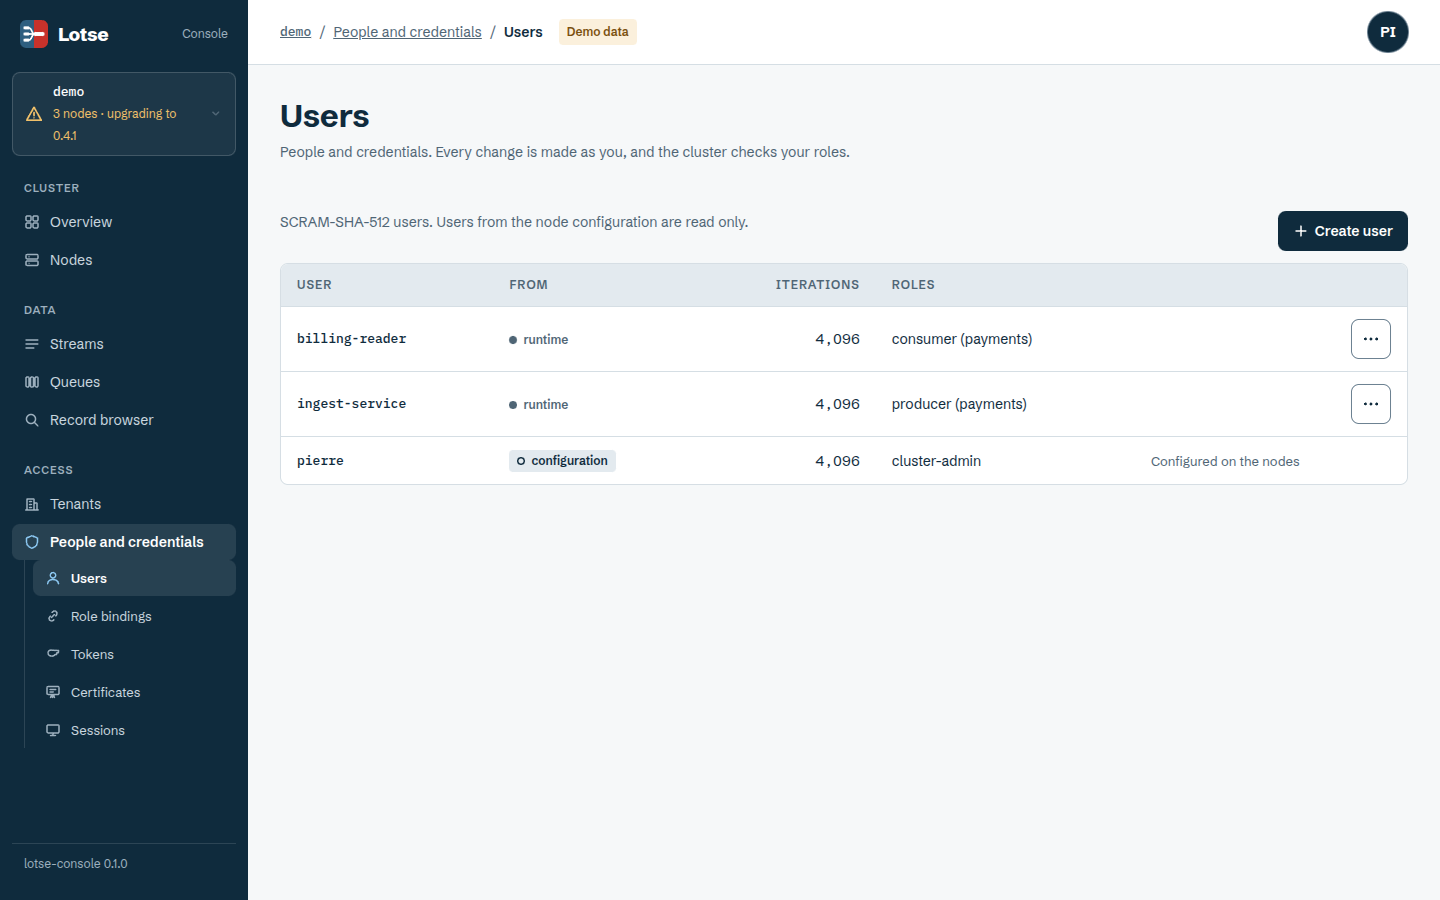 Lotse
Console
demo
3 nodes · upgrading to
0.4.1
CLUSTER
Overview
Nodes
DATA
Streams
Queues
Record browser
ACCESS
Tenants
People and credentials
Users
Role bindings
Tokens
Certificates
Sessions
lotse-console 0.1.0
demo / People and credentials / Users
Demo data
PI
Users
People and credentials. Every change is made as you, and the cluster checks your roles.
SCRAM-SHA-512 users. Users from the node configuration are read only.
Create user
USER FROM ITERATIONS ROLES
billing-reader runtime 4,096 consumer (payments)
ingest-service runtime 4,096 producer (payments)
pierre configuration 4,096 cluster-admin Configured on the nodes